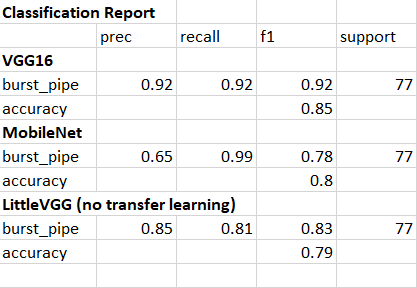 Classification Report
prec recall f1 support
VGG16
burst_pipe 0.92 0.92 0.92 77
accuracy 0.85
MobileNet
burst_pipe 0.65 0.99 0.78 77
accuracy 0.8
LittleVGG (no transfer learning)
burst_pipe 0.85 0.81 0.83 77
accuracy 0.79